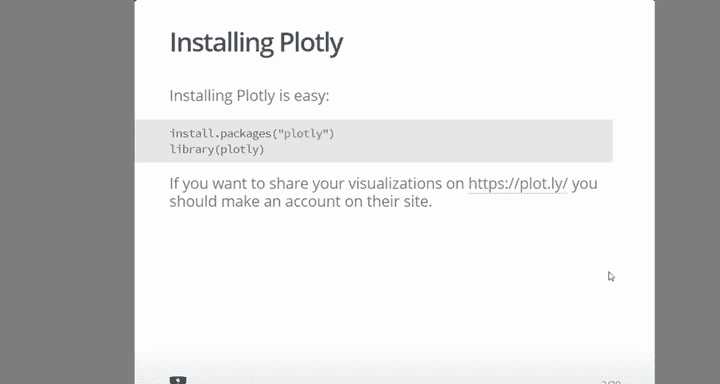 Installing Plotly
Installing Plotly is easy:
install.packages("plotly")
library(plotly)
If you want to share your visualizations on https://plot.ly/ you
should make an account on their site.